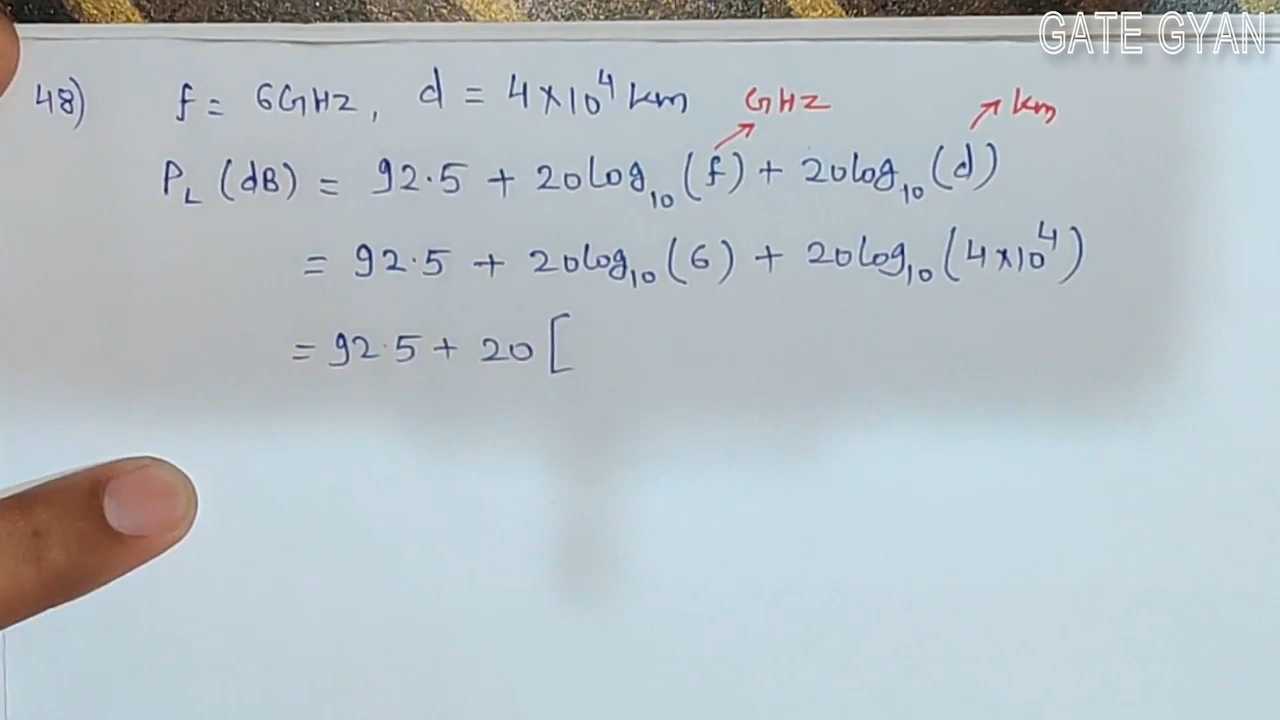 GATE GYAN
48) f = 6GHz, d = 4×10⁴ km GHz km
P_L (dB) = 92.5 + 20log₁₀(f) + 20log₁₀(d)
= 92.5 + 20log₁₀(6) + 20log₁₀(4×10⁴)
= 92.5 + 20 [